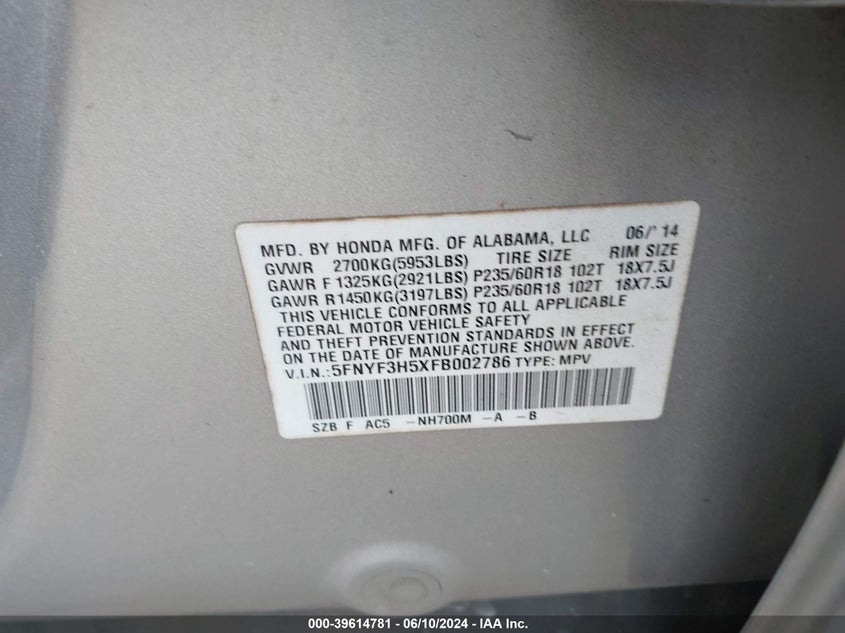 MFD. BY HONDA MFG. OF ALABAMA, LLC 06/'14
GVWR 2700KG(5953LBS) TIRE SIZE RIM SIZE
GAWR F 1325KG(2921LBS) P235/60R18 102T 18X7.5J
GAWR R1450KG(3197LBS) P235/60R18 102T 18X7.5J
THIS VEHICLE CONFORMS TO ALL APPLICABLE
FEDERAL MOTOR VEHICLE SAFETY
AND THEFT PREVENTION STANDARDS IN EFFECT
ON THE DATE OF MANUFACTURE SHOWN ABOVE.
V.I.N.:5FNYF3H5XFB002786 TYPE: MPV
SZB F AC5 -NH700M -A -B
000-39614781 - 06/10/2024 - IAA Inc.